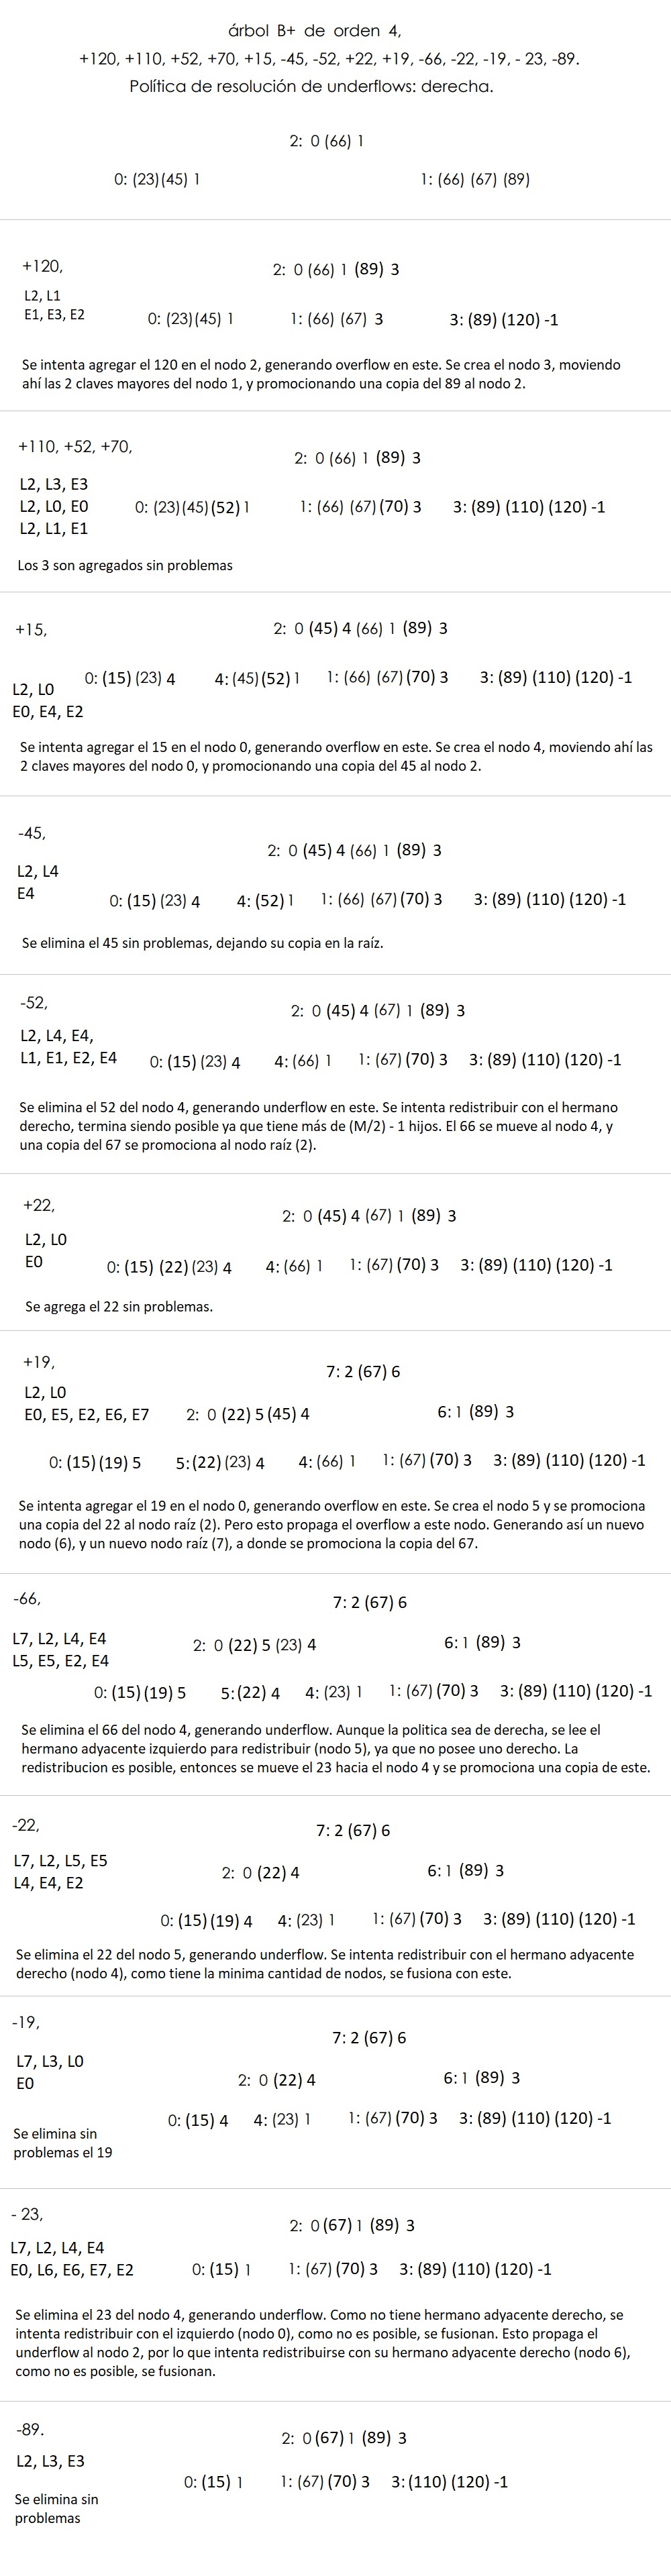 árbol B+ de orden 4,
+120, +110, +52, +70, +15, -45, -52, +22, +19, -66, -22, -19, - 23, -89.
Política de resolución de underflows: derecha.
2: 0 (66) 1
0: (23)(45) 1 1: (66) (67) (89)
+120,
2: 0 (66) 1 (89) 3
L2, L1
E1, E3, E2
0: (23)(45) 1 1: (66) (67) 3 3: (89) (120) -1
Se intenta agregar el 120 en el nodo 2, generando overflow en este. Se crea el nodo 3, moviendo
ahí las 2 claves mayores del nodo 1, y promocionando una copia del 89 al nodo 2.
+110, +52, +70,
2: 0 (66) 1 (89) 3
L2, L3, E3
L2, L0, E0
L2, L1, E1
0: (23)(45)(52) 1 1: (66) (67)(70) 3 3: (89) (110) (120) -1
Los 3 son agregados sin problemas
+15,
2: 0 (45) 4 (66) 1 (89) 3
0: (15) (23) 4 4: (45)(52) 1 1: (66) (67)(70) 3 3: (89) (110) (120) -1
L2, L0
E0, E4, E2
Se intenta agregar el 15 en el nodo 0, generando overflow en este. Se crea el nodo 4, moviendo ahí las
2 claves mayores del nodo 0, y promocionando una copia del 45 al nodo 2.
-45,
2: 0 (45) 4 (66) 1 (89) 3
L2, L4
E4
0: (15) (23) 4 4: (52) 1 1: (66) (67)(70) 3 3: (89) (110) (120) -1
Se elimina el 45 sin problemas, dejando su copia en la raíz.
-52,
2: 0 (45) 4 (67) 1 (89) 3
L2, L4, E4,
L1, E1, E2, E4
0: (15) (23) 4 4: (66) 1 1: (67)(70) 3 3: (89) (110) (120) -1
Se elimina el 52 del nodo 4, generando underflow en este. Se intenta redistribuir con el hermano
derecho, termina siendo posible ya que tiene más de (M/2) - 1 hijos. El 66 se mueve al nodo 4, y
una copia del 67 se promociona al nodo raíz (2).
+22,
2: 0 (45) 4 (67) 1 (89) 3
L2, L0
E0
0: (15) (22) (23) 4 4: (66) 1 1: (67)(70) 3 3: (89) (110) (120) -1
Se agrega el 22 sin problemas.
+19,
7: 2 (67) 6
L2, L0
E0, E5, E2, E6, E7
2: 0 (22) 5 (45) 4 6: 1 (89) 3
0: (15) (19) 5 5: (22) (23) 4 4: (66) 1 1: (67)(70) 3 3: (89) (110) (120) -1
Se intenta agregar el 19 en el nodo 0, generando overflow en este. Se crea el nodo 5 y se promociona
una copia del 22 al nodo raíz (2). Pero esto propaga el overflow a este nodo. Generando así un nuevo
nodo (6), y un nuevo nodo raíz (7), a donde se promociona la copia del 67.
-66,
7: 2 (67) 6
L7, L2, L4, E4
L5, E5, E2, E4
2: 0 (22) 5 (23) 4 6: 1 (89) 3
0: (15) (19) 5 5: (22) 4 4: (23) 1 1: (67)(70) 3 3: (89) (110) (120) -1
Se elimina el 66 del nodo 4, generando underflow. Aunque la politica sea de derecha, se lee el
hermano adyacente izquierdo para redistribuir (nodo 5), ya que no posee uno derecho. La
redistribucion es posible, entonces se mueve el 23 hacia el nodo 4 y se promociona una copia de este.
-22,
7: 2 (67) 6
L7, L2, L5, E5
L4, E4, E2
2: 0 (22) 4 6: 1 (89) 3
0: (15) (19) 4 4: (23) 1 1: (67)(70) 3 3: (89) (110) (120) -1
Se elimina el 22 del nodo 5, generando underflow. Se intenta redistribuir con el hermano adyacente
derecho (nodo 4), como tiene la minima cantidad de nodos, se fusiona con este.
-19,
7: 2 (67) 6
L7, L3, L0
E0
2: 0 (22) 4 6: 1 (89) 3
0: (15) 4 4: (23) 1 1: (67)(70) 3 3: (89) (110) (120) -1
Se elimina sin
problemas el 19
- 23,
2: 0 (67) 1 (89) 3
L7, L2, L4, E4
E0, L6, E6, E7, E2
0: (15) 1 1: (67)(70) 3 3: (89) (110) (120) -1
Se elimina el 23 del nodo 4, generando underflow. Como no tiene hermano adyacente derecho, se
intenta redistribuir con el izquierdo (nodo 0), como no es posible, se fusionan. Esto propaga el
underflow al nodo 2, por lo que intenta redistribuirse con su hermano adyacente derecho (nodo 6),
como no es posible, se fusionan.
-89.
2: 0 (67) 1 (89) 3
L2, L3, E3
0: (15) 1 1: (67)(70) 3 3: (110) (120) -1
Se elimina sin
problemas